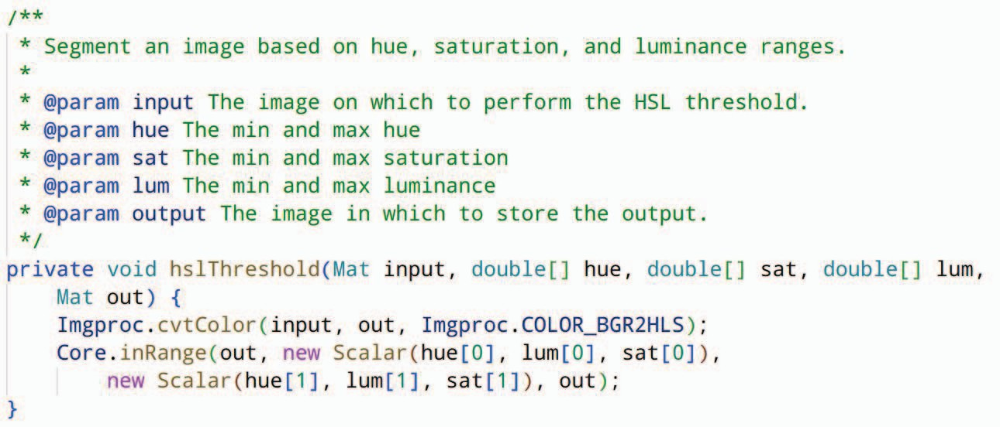 /**
 * Segment an image based on hue, saturation, and luminance ranges.
 *
 * @param input The image on which to perform the HSL threshold.
 * @param hue The min and max hue
 * @param sat The min and max saturation
 * @param lum The min and max luminance
 * @param output The image in which to store the output.
 */
private void hslThreshold(Mat input, double[] hue, double[] sat, double[] lum,
    Mat out) {
    Imgproc.cvtColor(input, out, Imgproc.COLOR_BGR2HLS);
    Core.inRange(out, new Scalar(hue[0], lum[0], sat[0]),
        new Scalar(hue[1], lum[1], sat[1]), out);
}